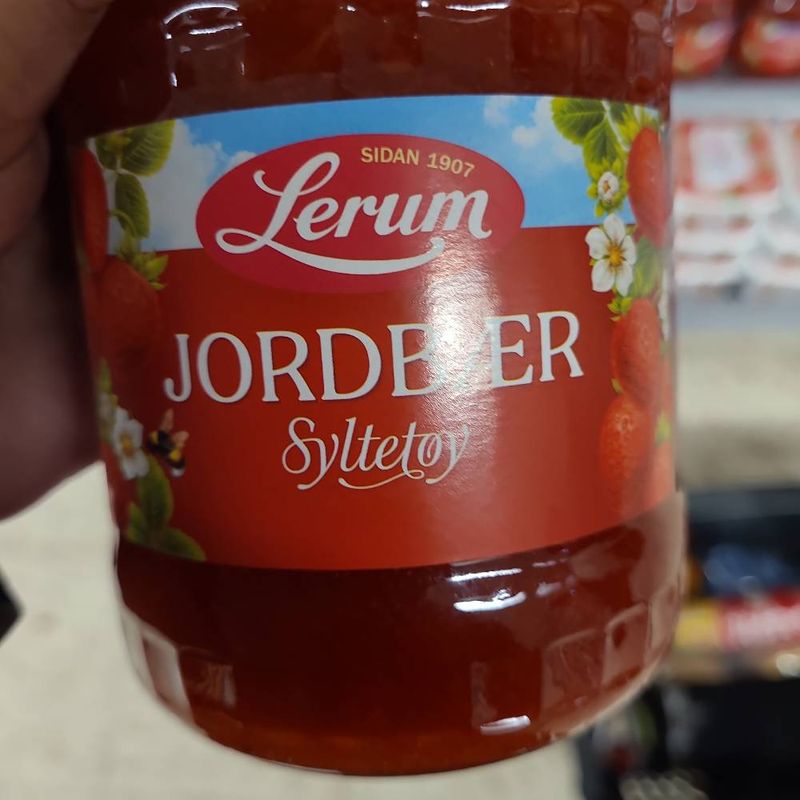 SIDAN 1907
Lerum
JORDBÆR
Syltetøy